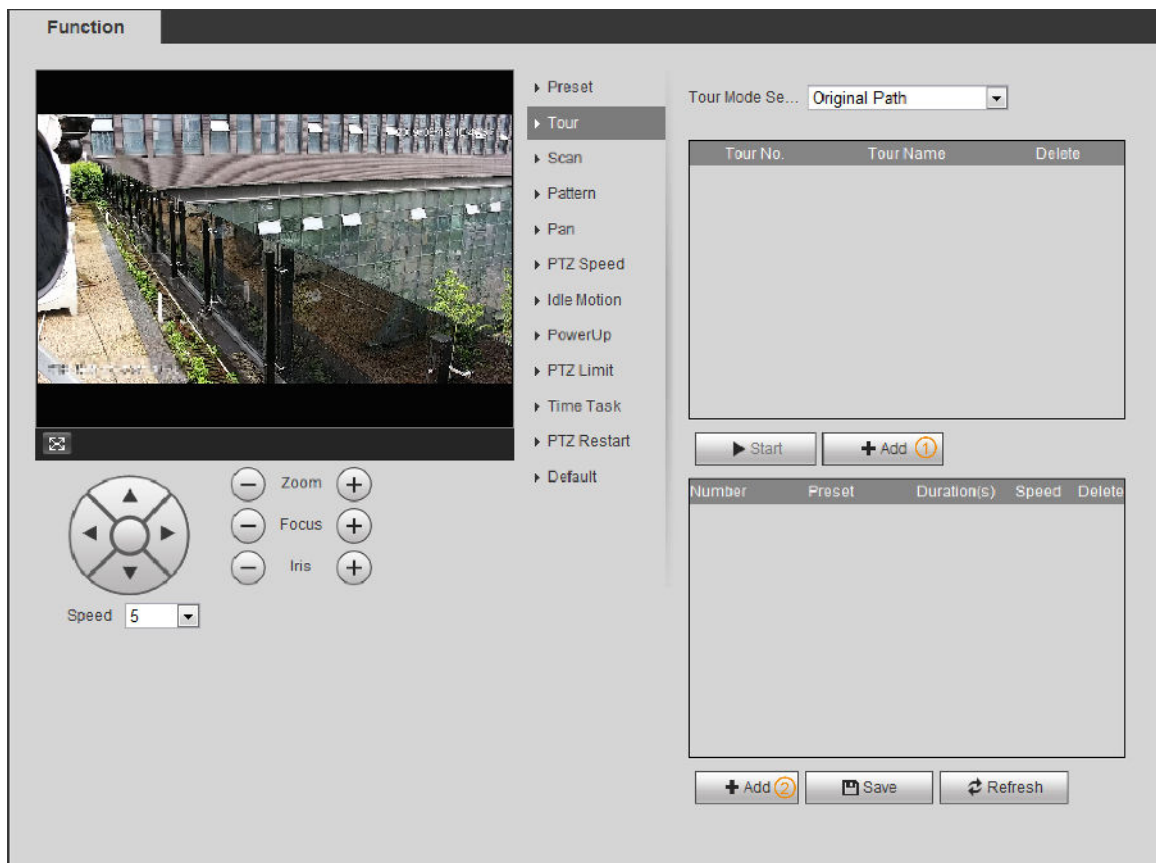 Function
Preset
Tour
Scan
Pattern
Pan
PTZ Speed
Idle Motion
PowerUp
PTZ Limit
Time Task
PTZ Restart
Default
Zoom
Focus
Iris
Speed 5
Tour Mode Se... Original Path
Tour No. Tour Name Delete
Start Add ①
Number Preset Duration(s) Speed Delete
Add ② Save Refresh